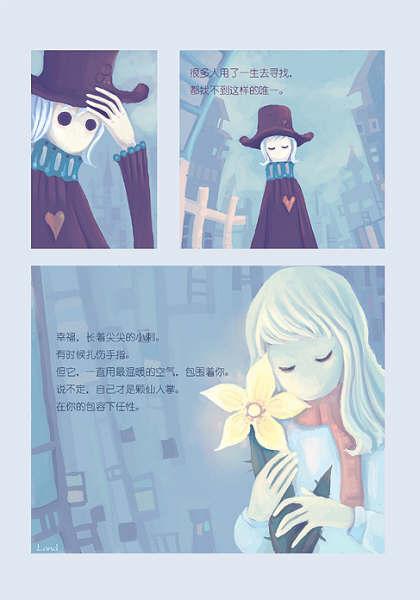 很多人用了一生去寻找，
都找不到这样的唯一。
幸福，长着尖尖的小刺。
有时候扎伤手指。
但它，一直用最温暖的空气，包围着你。
说不定，自己才是颗仙人掌。
在你的包容下任性。
Land